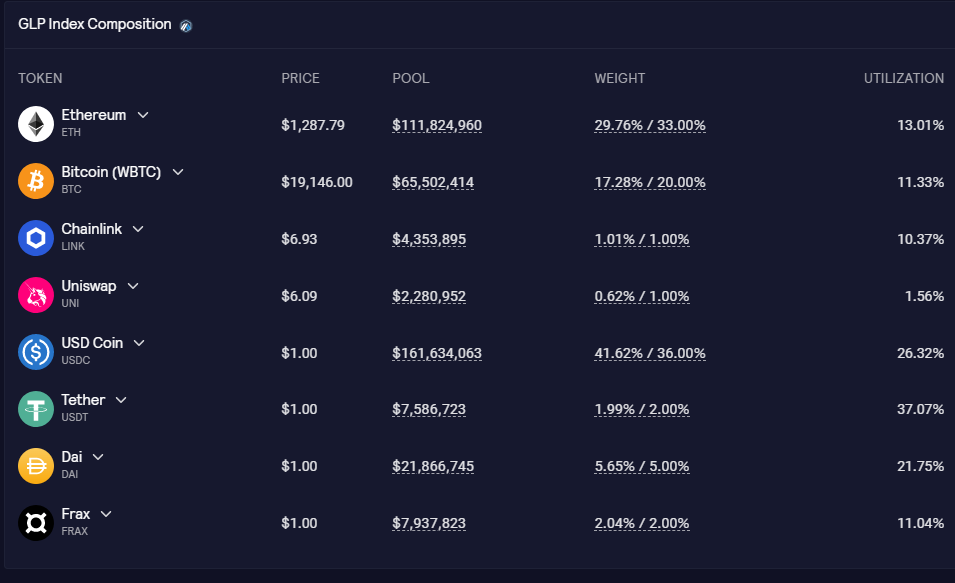 GLP Index Composition
TOKEN PRICE POOL WEIGHT UTILIZATION
Ethereum
ETH
$1,287.79 $111,824,960 29.76% / 33.00% 13.01%
Bitcoin (WBTC)
BTC
$19,146.00 $65,502,414 17.28% / 20.00% 11.33%
Chainlink
LINK
$6.93 $4,353,895 1.01% / 1.00% 10.37%
Uniswap
UNI
$6.09 $2,280,952 0.62% / 1.00% 1.56%
USD Coin
USDC
$1.00 $161,634,063 41.62% / 36.00% 26.32%
Tether
USDT
$1.00 $7,586,723 1.99% / 2.00% 37.07%
Dai
DAI
$1.00 $21,866,745 5.65% / 5.00% 21.75%
Frax
FRAX
$1.00 $7,937,823 2.04% / 2.00% 11.04%